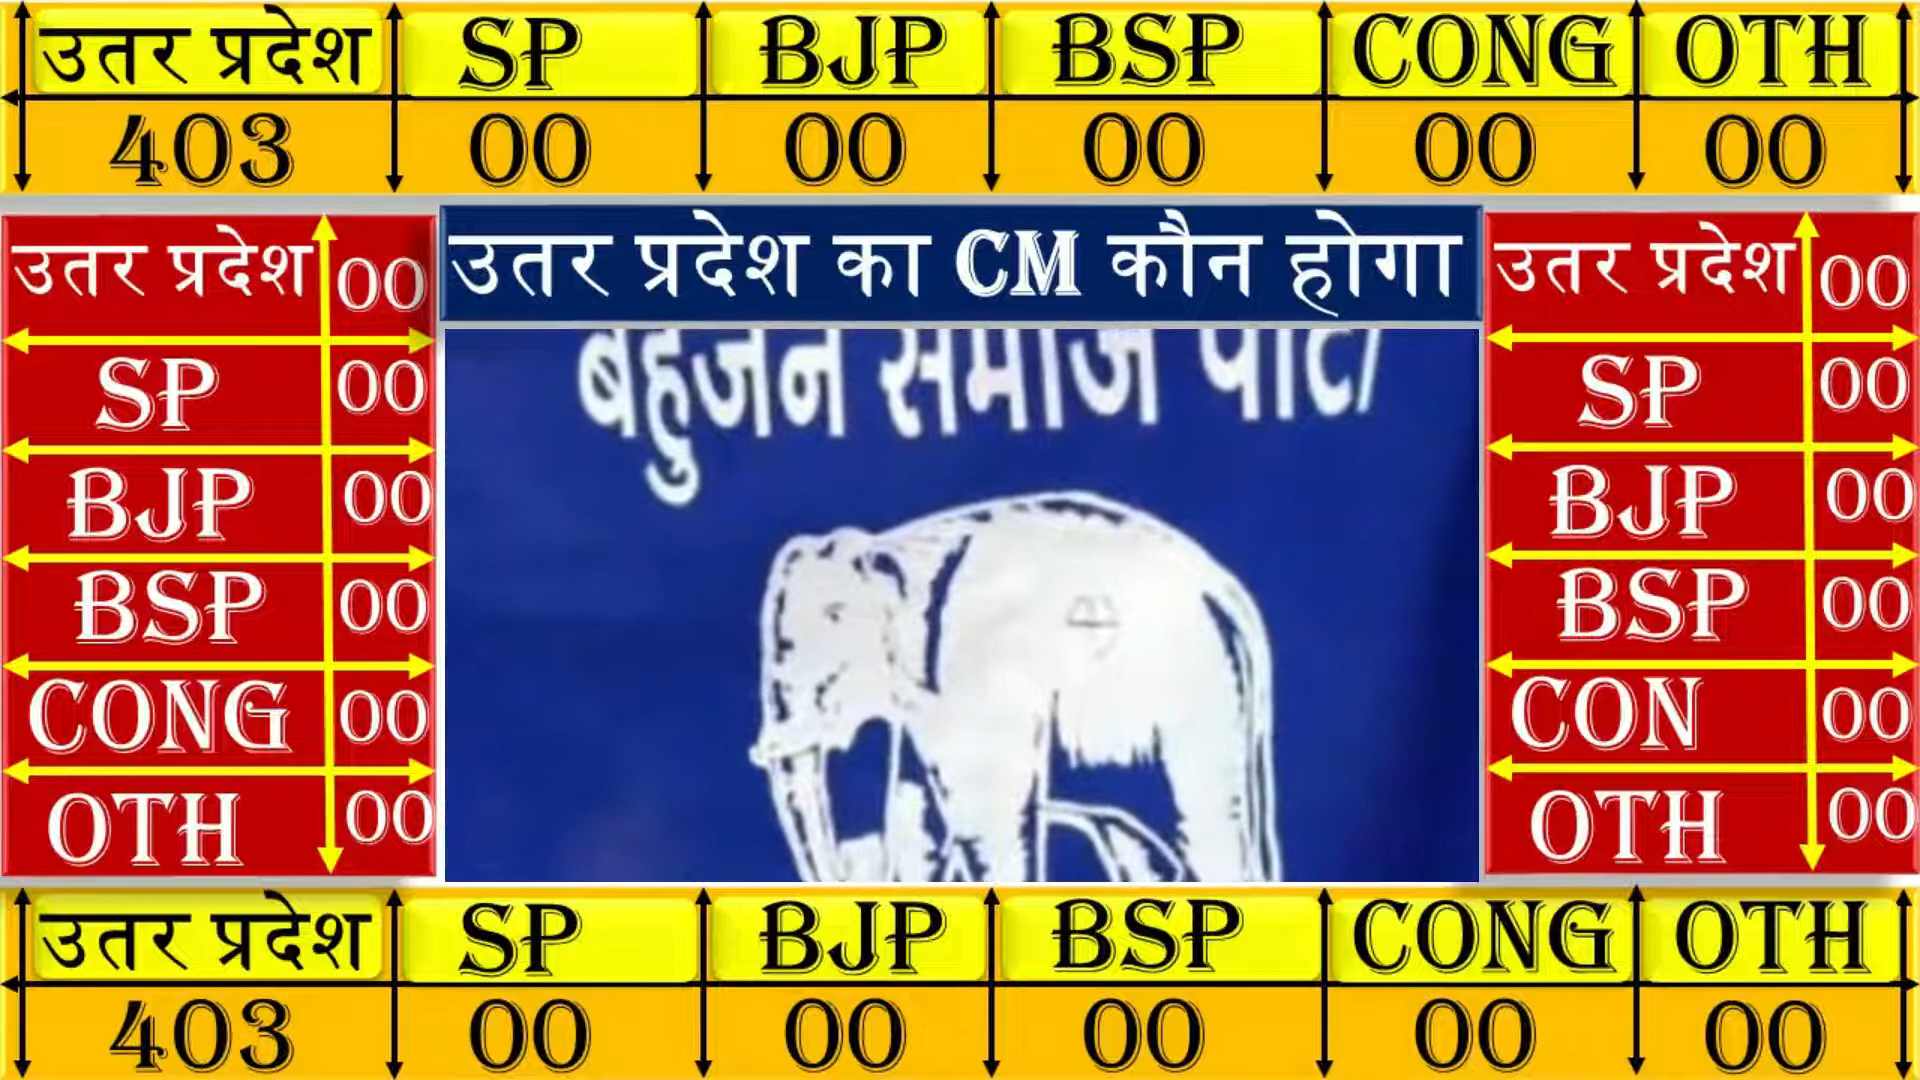 उतर प्रदेश SP BJP BSP CONG OTH
403 00 00 00 00 00
उतर प्रदेश का CM कौन होगा
उतर प्रदेश 00
SP 00
BJP 00
BSP 00
CONG 00
OTH 00
बहुजन समाज पार्टी
उतर प्रदेश 00
SP 00
BJP 00
BSP 00
CON 00
OTH 00
उतर प्रदेश SP BJP BSP CONG OTH
403 00 00 00 00 00